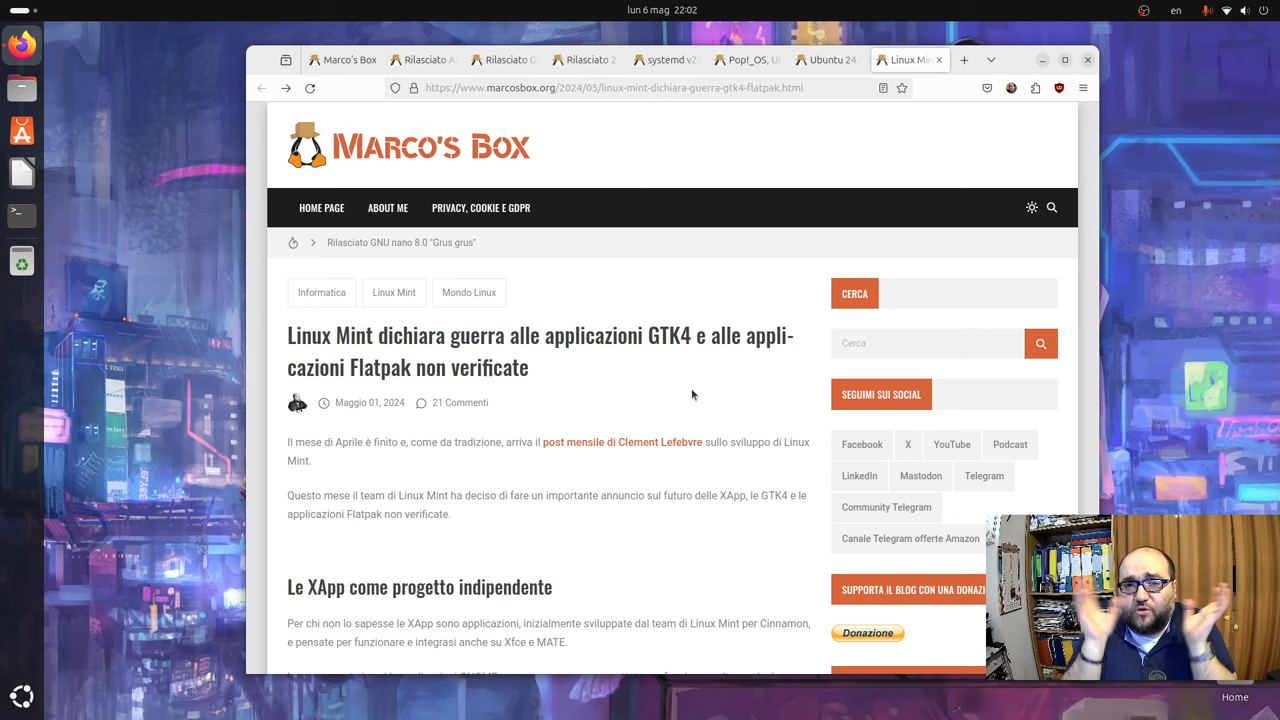 lun 6 mag 22:02
en
Marco's Box
Rilasciato
Rilasciato G
Rilasciato 2
systemd v2
Pop!_OS, U
Ubuntu 24.
Linux Min
https://www.marcosbox.org/2024/05/linux-mint-dichiara-guerra-gtk4-flatpak.html
MARCO'S BOX
HOME PAGE
ABOUT ME
PRIVACY, COOKIE E GDPR
Rilasciato GNU nano 8.0 "Grus grus"
Informatica
Linux Mint
Mondo Linux
Linux Mint dichiara guerra alle applicazioni GTK4 e alle appli-
cazioni Flatpak non verificate
Maggio 01, 2024
21 Commenti
Il mese di Aprile è finito e, come da tradizione, arriva il post mensile di Clement Lefebvre sullo sviluppo di Linux
Mint.
Questo mese il team di Linux Mint ha deciso di fare un importante annuncio sul futuro delle XApp, le GTK4 e le
applicazioni Flatpak non verificate.
Le XApp come progetto indipendente
Per chi non lo sapesse le XApp sono applicazioni, inizialmente sviluppate dal team di Linux Mint per Cinnamon,
e pensate per funzionare e integrasi anche su Xfce e MATE.
CERCA
Cerca
SEGUIMI SUI SOCIAL
Facebook
X
YouTube
Podcast
LinkedIn
Mastodon
Telegram
Community Telegram
Canale Telegram offerte Amazon
SUPPORTA IL BLOG CON UNA DONAZI
Donazione
Home